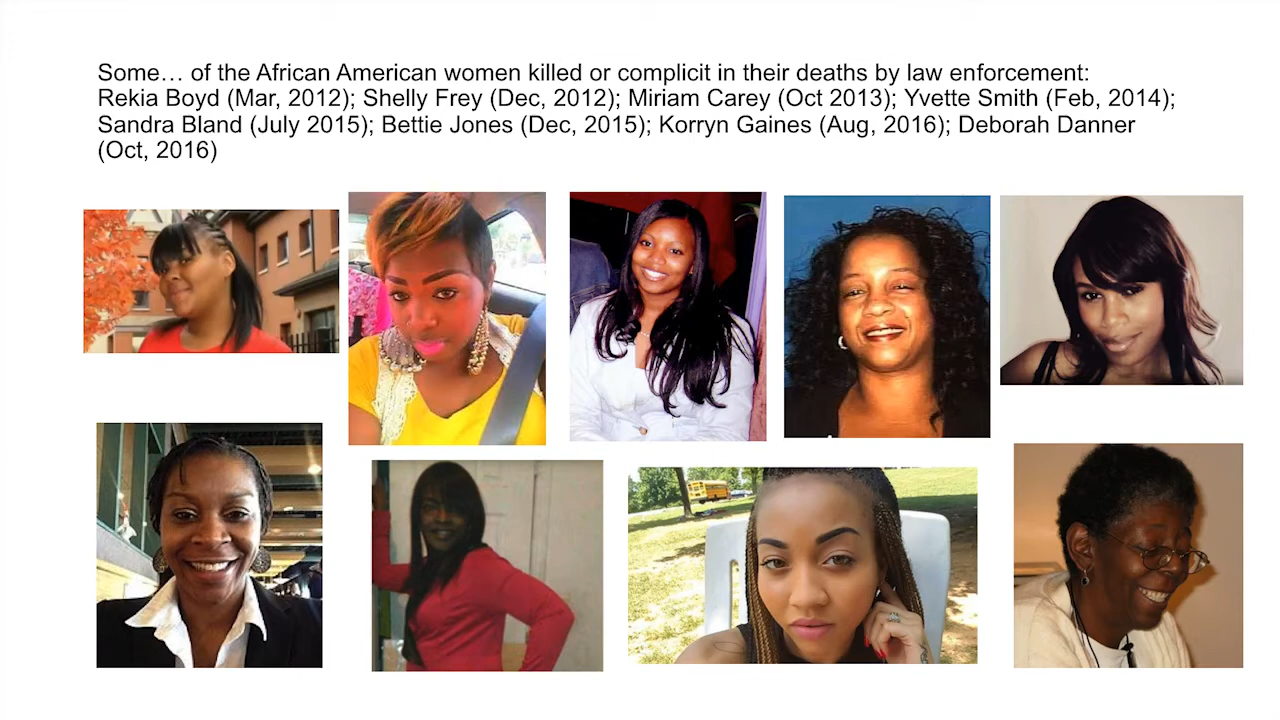 Some… of the African American women killed or complicit in their deaths by law enforcement:
Rekia Boyd (Mar, 2012); Shelly Frey (Dec, 2012); Miriam Carey (Oct 2013); Yvette Smith (Feb, 2014);
Sandra Bland (July 2015); Bettie Jones (Dec, 2015); Korryn Gaines (Aug, 2016); Deborah Danner
(Oct, 2016)